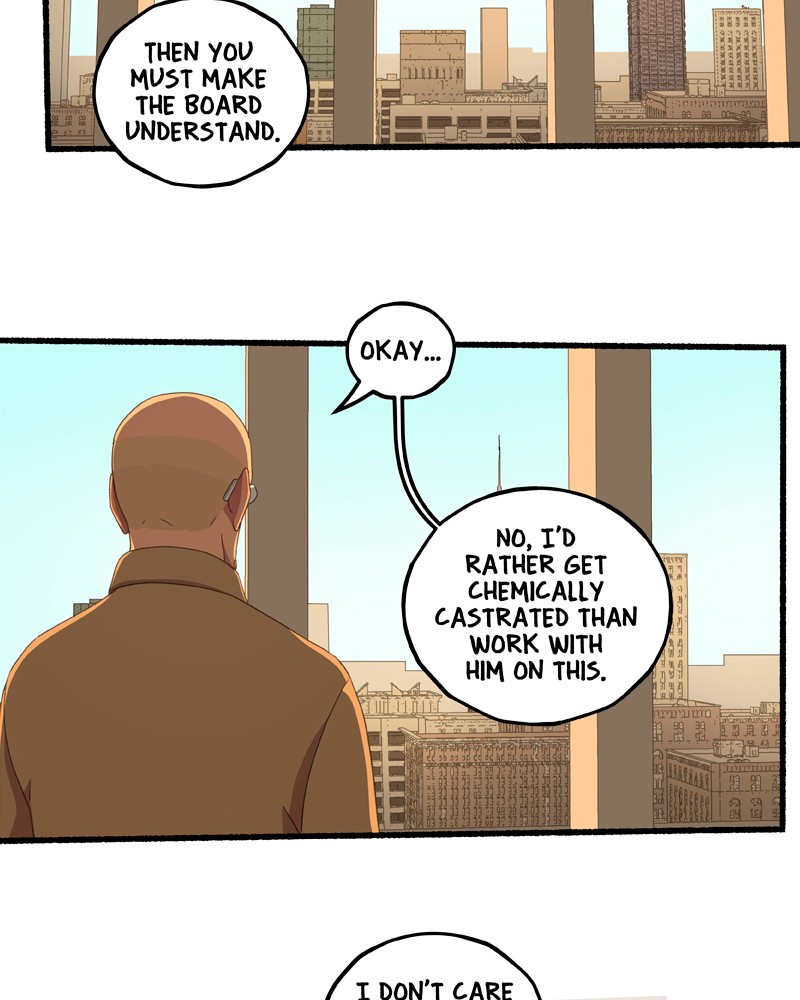 THEN YOU
MUST MAKE
THE BOARD
UNDERSTAND.
OKAY...
NO, I'D
RATHER GET
CHEMICALLY
CASTRATED THAN
WORK WITH
HIM ON THIS.
I DON'T CARE